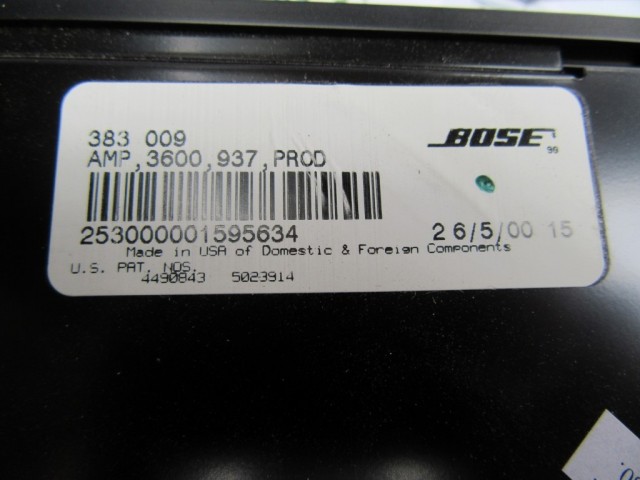 383 009
BOSE
AMP,3600,937,PROD
253000001595634
2 6/5/00 15
Made in USA of Domestic & Foreign Components
U.S. PAT. NOS.
4490843 5023914